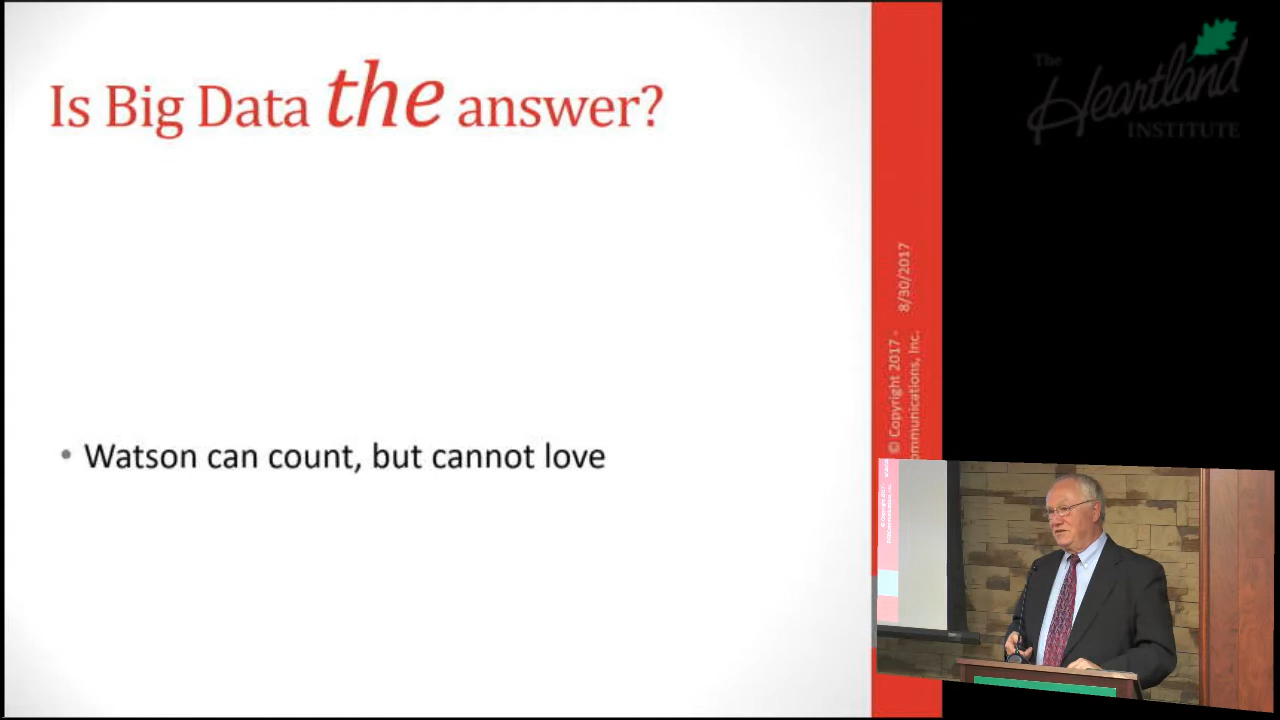 Is Big Data the answer?
• Watson can count, but cannot love
8/30/2017
© Copyright 2017 -
ommunications, Inc.
The
Heartland
INSTITUTE